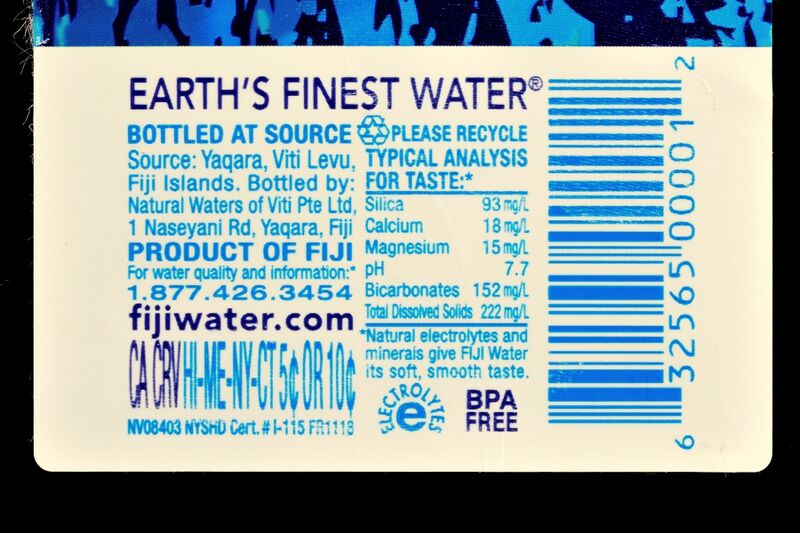 EARTH'S FINEST WATER®
BOTTLED AT SOURCE
Source: Yaqara, Viti Levu,
Fiji Islands. Bottled by:
Natural Waters of Viti Pte Ltd,
1 Naseyani Rd, Yaqara, Fiji
PRODUCT OF FIJI
For water quality and information:*
1.877.426.3454
fijiwater.com
CA CRV HI-ME-NY-CT 5¢ OR 10¢
NV08403 NYSHD Cert. # I-115 FR1118
PLEASE RECYCLE
TYPICAL ANALYSIS
FOR TASTE:*
Silica 93 mg/L
Calcium 18 mg/L
Magnesium 15 mg/L
pH 7.7
Bicarbonates 152 mg/L
Total Dissolved Solids 222 mg/L
*Natural electrolytes and
minerals give FIJI Water
its soft, smooth taste.
ELECTROLYTES
e
BPA
FREE
6 32565 00001 2